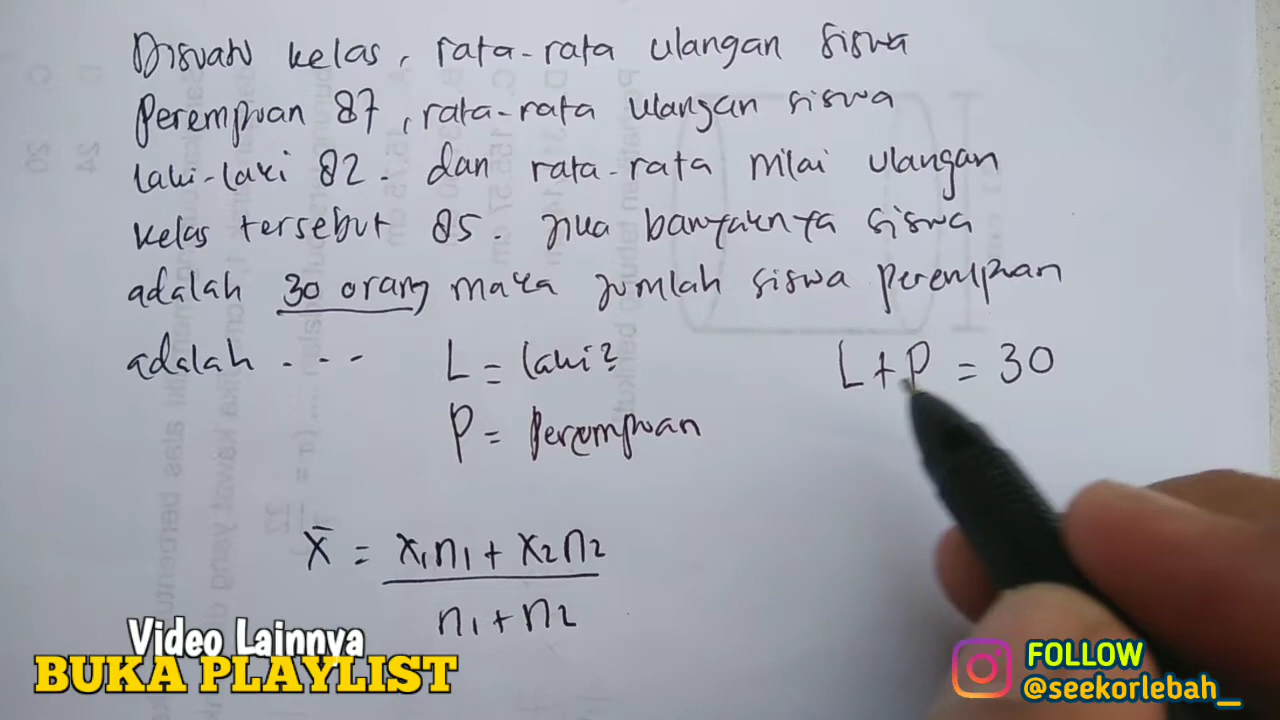 Disuatu kelas, rata-rata ulangan siswa
Perempuan 87, rata-rata ulangan siswa
laki-laki 82. dan rata-rata nilai ulangan
kelas tersebut 85. jika banyaknya siswa
adalah 30 orang maka jumlah siswa perempuan
adalah ...
L = laki2
L + P = 30
P = Perempuan
x̄ = x₁n₁ + x₂n₂
n₁ + n₂
Video Lainnya
BUKA PLAYLIST
FOLLOW
@seekorlebah_